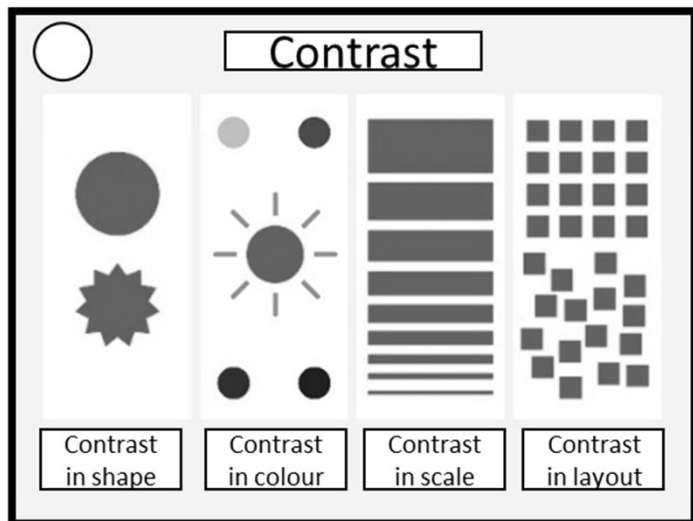 Contrast
Contrast
in shape
Contrast
in colour
Contrast
in scale
Contrast
in layout